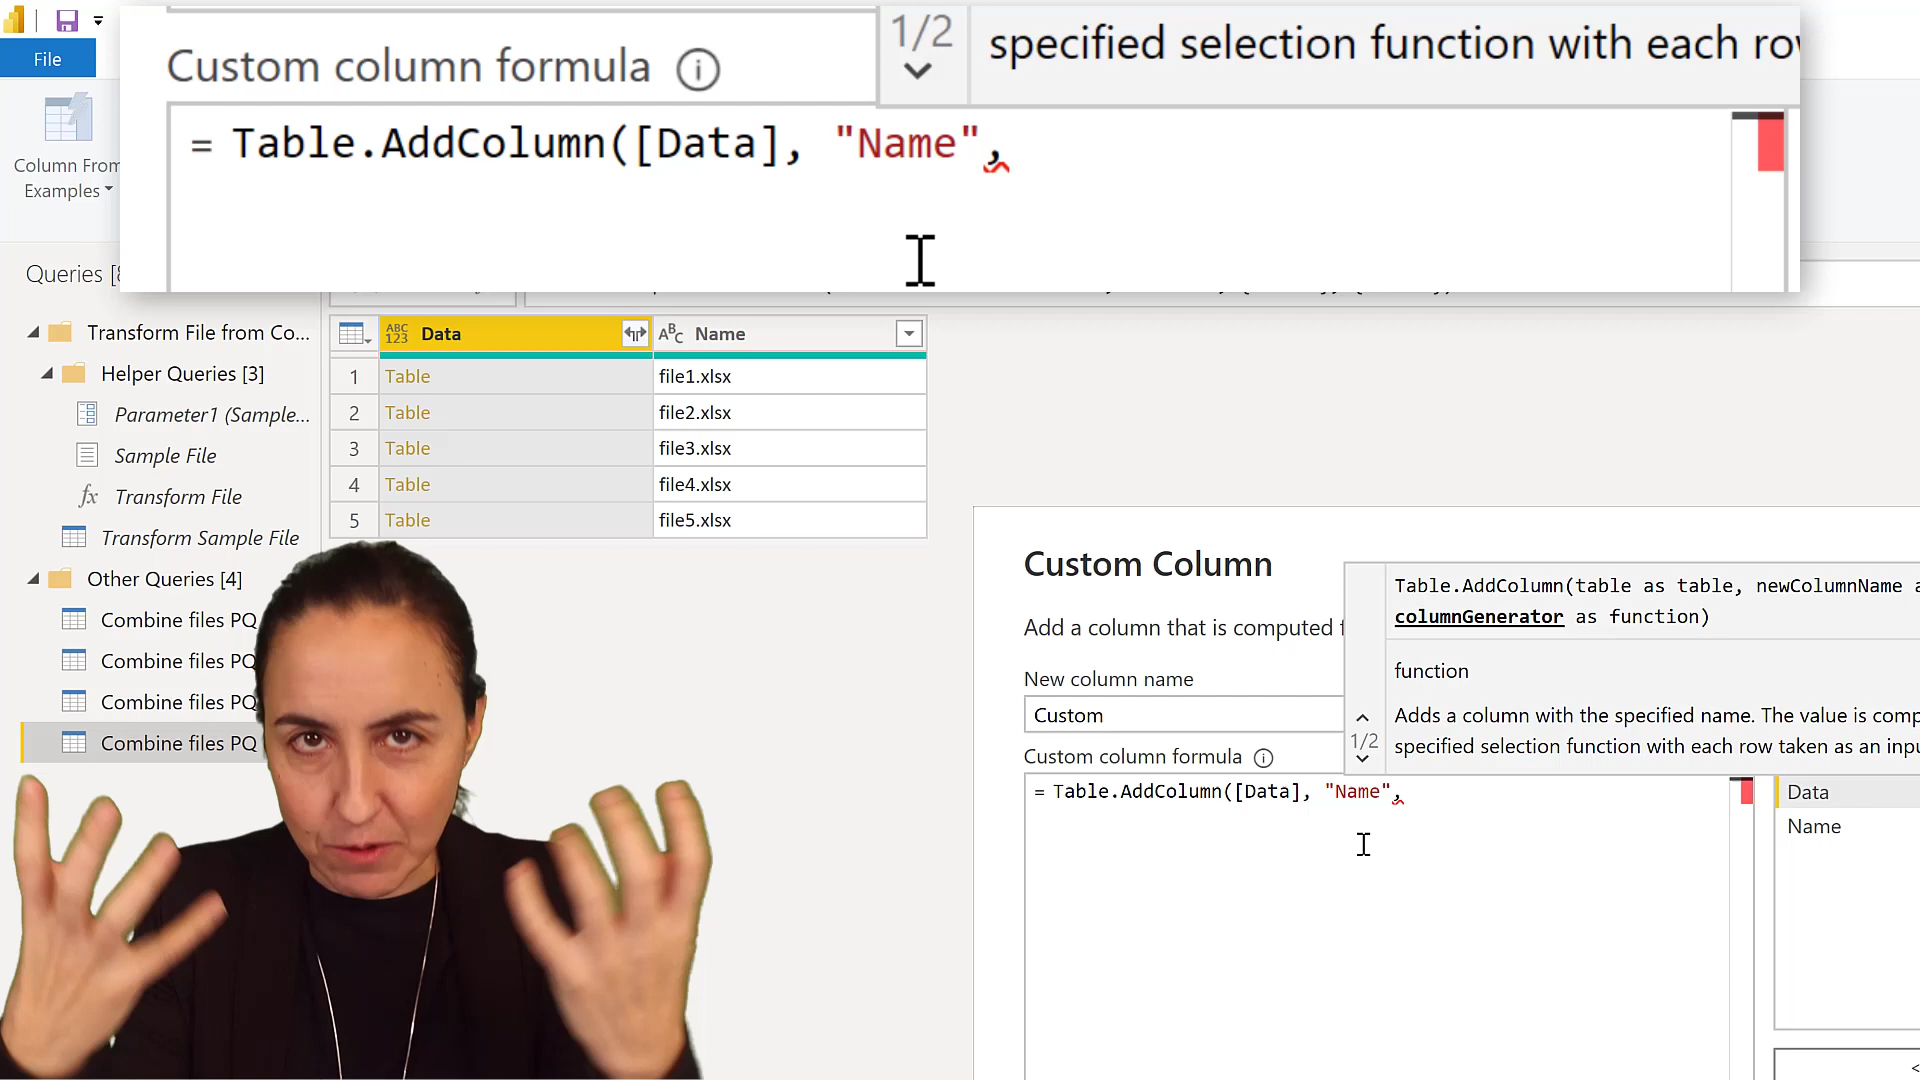 File
Column From
Examples
Custom column formula
1/2
specified selection function with each
= Table.AddColumn([Data], "Name",
Queries
Transform File from Co...
Helper Queries [3]
Parameter1 (Sample...
Sample File
fx Transform File
Transform Sample File
Other Queries [4]
Combine files PQ
Combine files PQ
Combine files PQ
Combine files PQ
ABC 123 Data
ABC Name
1 Table file1.xlsx
2 Table file2.xlsx
3 Table file3.xlsx
4 Table file4.xlsx
5 Table file5.xlsx
Custom Column
Add a column that is computed
New column name
Custom
Custom column formula
= Table.AddColumn([Data], "Name",
Table.AddColumn(table as table, newColumnName
columnGenerator as function)
function
Adds a column with the specified name. The value is
1/2
specified selection function with each row taken as an
Data
Name
<